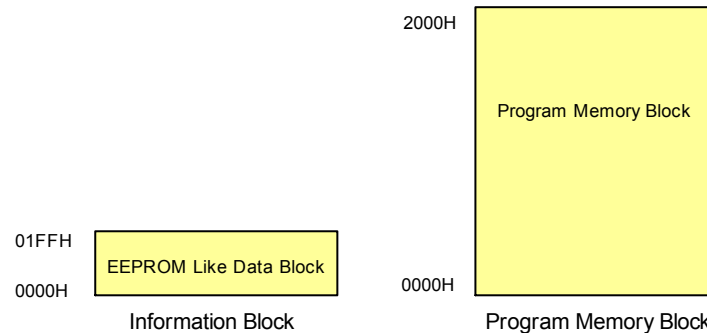 2000H
Program Memory Block
01FFH
EEPROM Like Data Block
0000H
0000H
Information Block
Program Memory Block